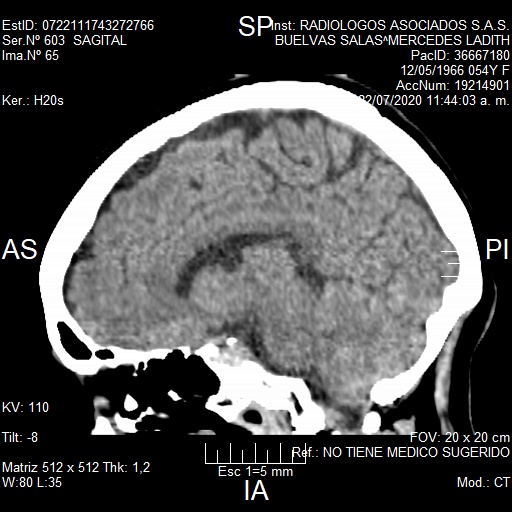 EstID: 0722111743272766
Ser.Nº 603 SAGITAL
Ima.Nº 65
Ker.: H20s
SP
Inst: RADIOLOGOS ASOCIADOS S.A.S.
BUELVAS SALAS^MERCEDES LADITH
PacID: 36667180
12/05/1966 054Y F
AccNum: 19214901
22/07/2020 11:44:03 a. m.
AS
PI
KV: 110
Tilt: -8
Matriz 512 x 512 Thk: 1,2
W:80 L:35
Esc 1=5 mm
IA
FOV: 20 x 20 cm
Ref.: NO TIENE MEDICO SUGERIDO
Mod.: CT